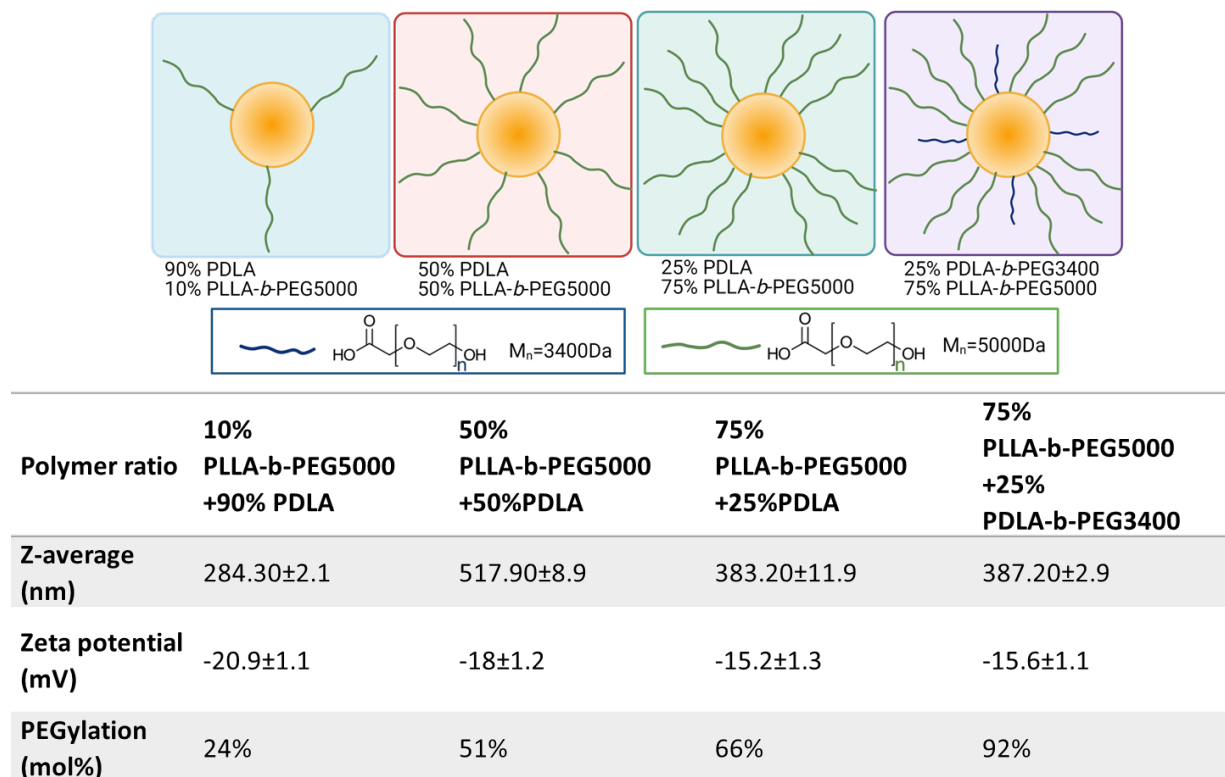 90% PDLA
10% PLLA-b-PEG5000
50% PDLA
50% PLLA-b-PEG5000
25% PDLA
75% PLLA-b-PEG5000
25% PDLA-b-PEG3400
75% PLLA-b-PEG5000
O
HO
O
OH
n
Mₙ=3400Da
O
HO
O
OH
n
Mₙ=5000Da
Polymer ratio
10%
PLLA-b-PEG5000
+90% PDLA
50%
PLLA-b-PEG5000
+50%PDLA
75%
PLLA-b-PEG5000
+25%PDLA
75%
PLLA-b-PEG5000
+25%
PDLA-b-PEG3400
Z-average
(nm)
284.30±2.1
517.90±8.9
383.20±11.9
387.20±2.9
Zeta potential
(mV)
-20.9±1.1
-18±1.2
-15.2±1.3
-15.6±1.1
PEGylation
(mol%)
24%
51%
66%
92%